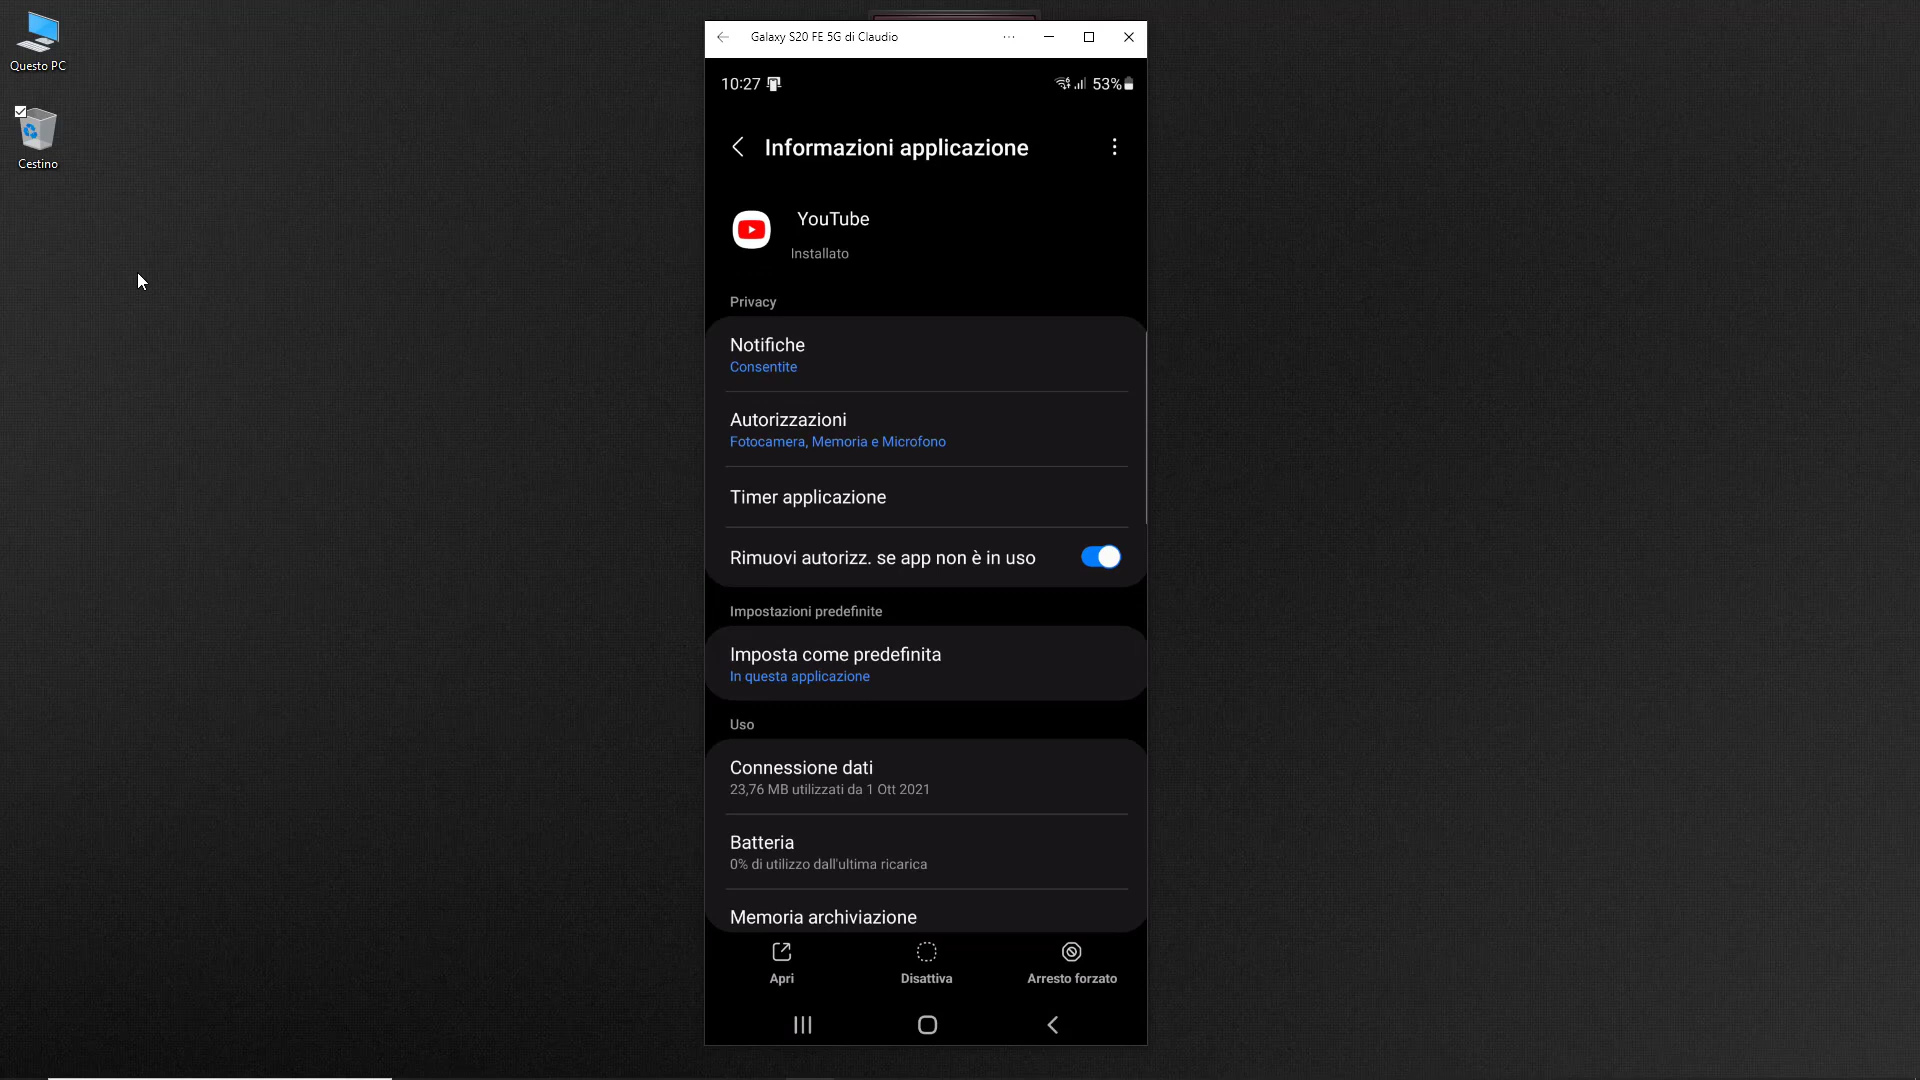 Questo PC
Cestino
Galaxy S20 FE 5G di Claudio
10:27
53%
Informazioni applicazione
YouTube
Installato
Privacy
Notifiche
Consentite
Autorizzazioni
Fotocamera, Memoria e Microfono
Timer applicazione
Rimuovi autorizz. se app non è in uso
Impostazioni predefinite
Imposta come predefinita
In questa applicazione
Uso
Connessione dati
23,76 MB utilizzati da 1 Ott 2021
Batteria
0% di utilizzo dall'ultima ricarica
Memoria archiviazione
Apri
Disattiva
Arresto forzato